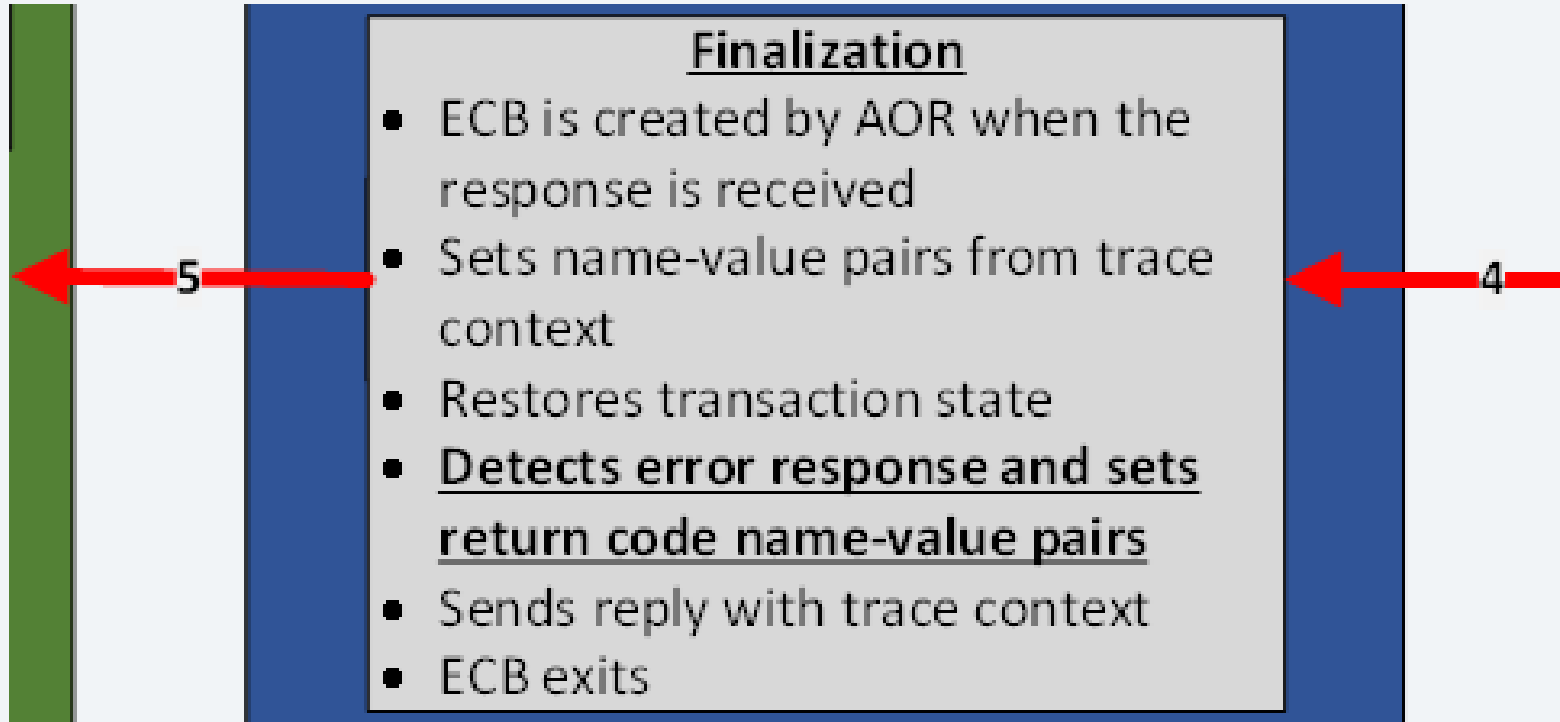 Finalization
• ECB is created by AOR when the
response is received
• Sets name-value pairs from trace
context
5
4
• Restores transaction state
• Detects error response and sets
return code name-value pairs
• Sends reply with trace context
• ECB exits